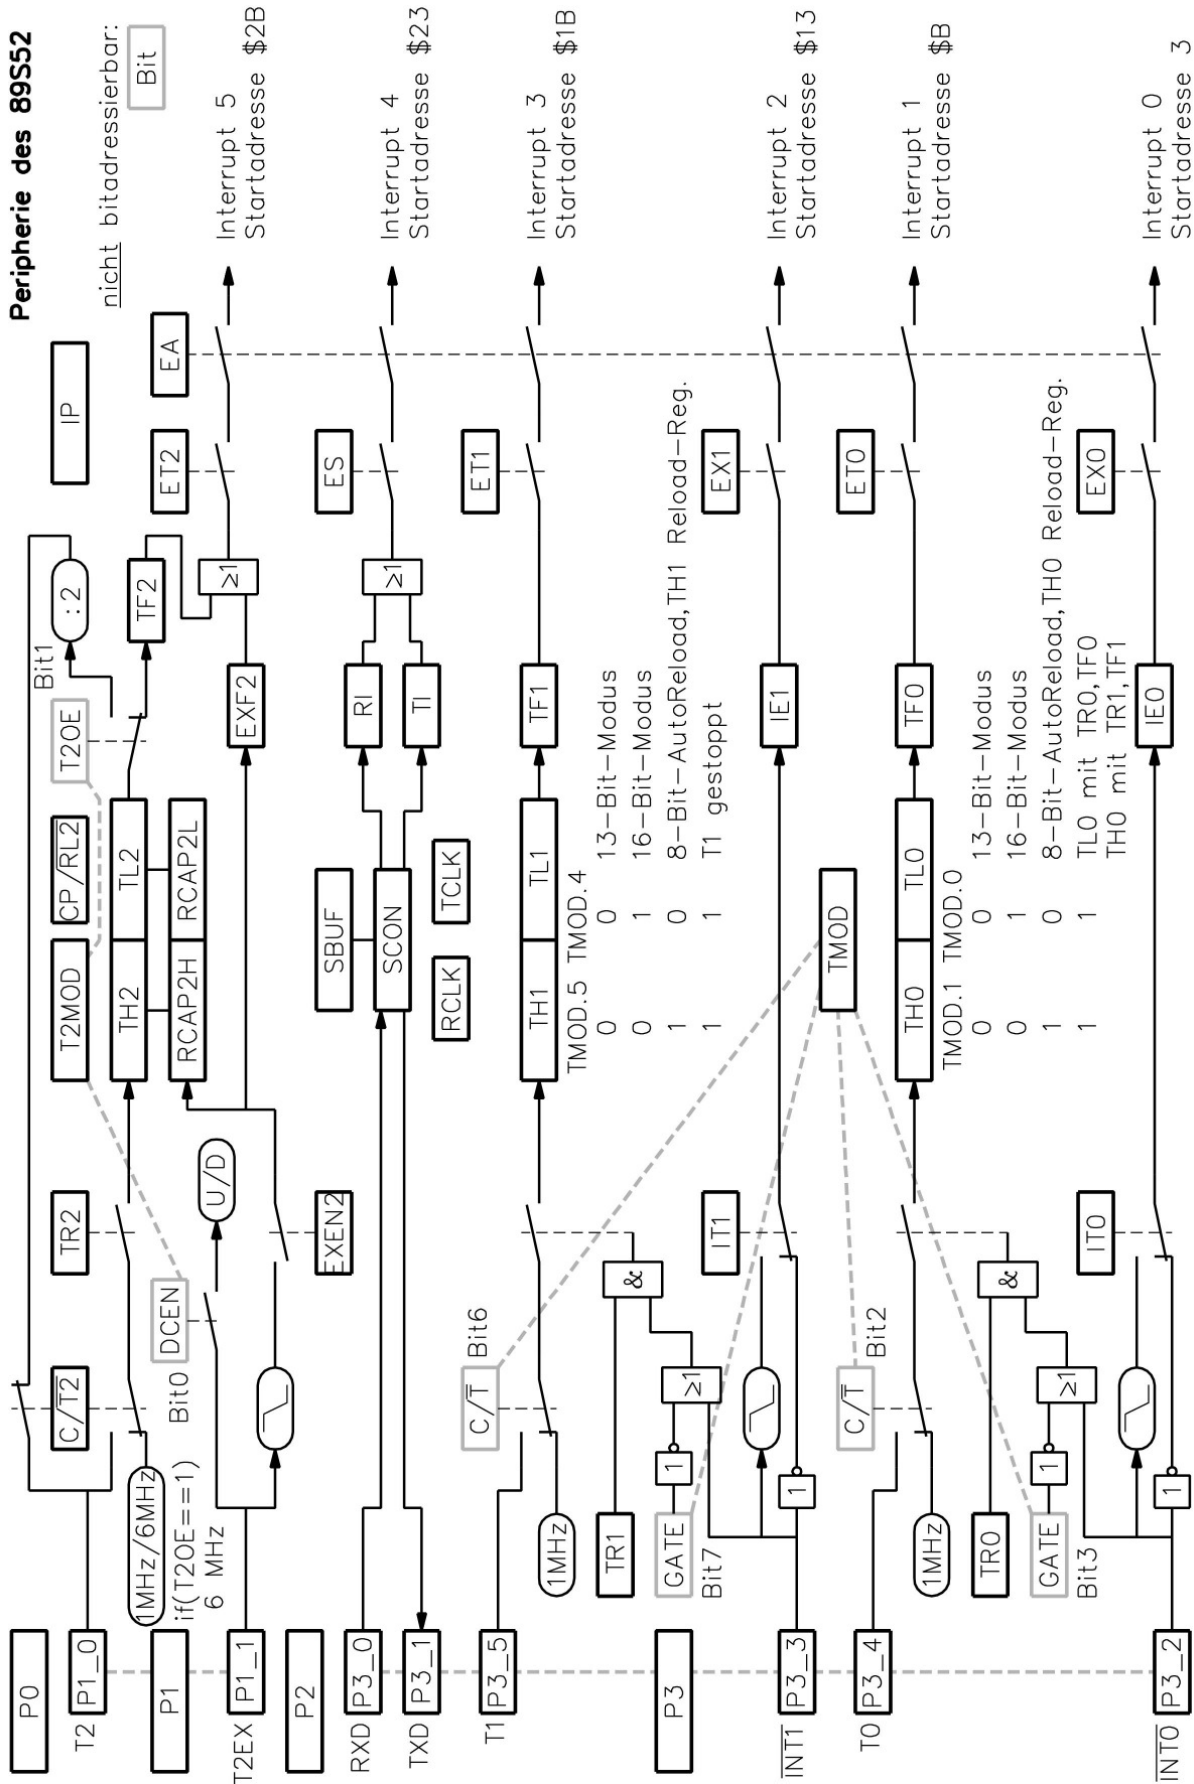 Peripherie des 89S52
nicht bitadressierbar:
Bit
P0
T2
P1_0
P1
T2EX
P1_1
P2
RXD
P3_0
TXD
P3_1
T1
P3_5
P3
INT1
P3_3
T0
P3_4
INT0
P3_2
C/T2
1MHz/6MHz
if(T2OE==1)
6 MHz
Bit0
DCEN
TR2
U/D
EXEN2
T2MOD
CP/RL2
T2OE
Bit1
:2
TH2
TL2
RCAP2H
RCAP2L
TF2
EXF2
≥1
IP
ET2
EA
Interrupt 5
Startadresse $2B
SBUF
SCON
RCLK
TCLK
RI
TI
≥1
ES
Interrupt 4
Startadresse $23
C/T
Bit6
1MHz
TR1
GATE
Bit7
1
≥1
&
TH1
TL1
TF1
ET1
Interrupt 3
Startadresse $1B
TMOD.5 TMOD.4
0 0 13-Bit-Modus
0 1 16-Bit-Modus
1 0 8-Bit-AutoReload,TH1 Reload-Reg.
1 1 T1 gestoppt
1
IT1
IE1
EX1
Interrupt 2
Startadresse $13
TMOD
C/T
Bit2
1MHz
TR0
GATE
Bit3
1
≥1
&
TH0
TL0
TF0
ET0
Interrupt 1
Startadresse $B
TMOD.1 TMOD.0
0 0 13-Bit-Modus
0 1 16-Bit-Modus
1 0 8-Bit-AutoReload,TH0 Reload-Reg.
1 1 TL0 mit TR0,TF0
TH0 mit TR1,TF1
1
IT0
IE0
EX0
Interrupt 0
Startadresse 3